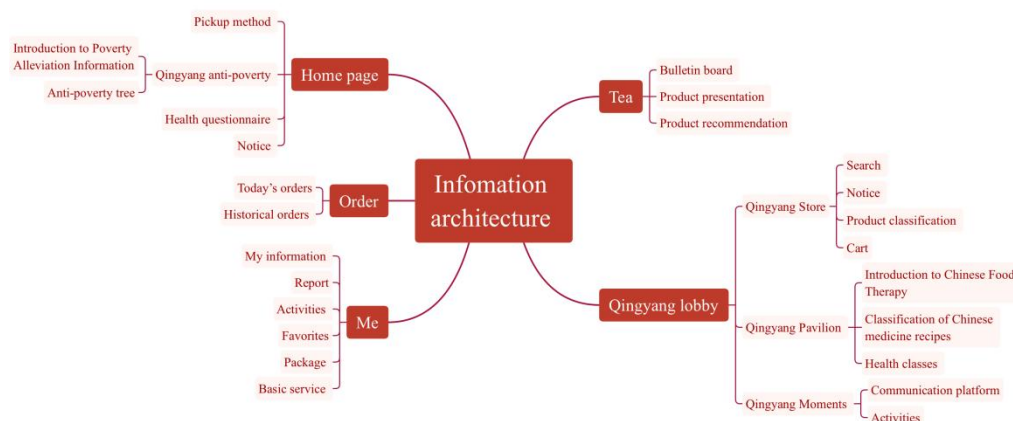 Infomation
architecture
Home page
Pickup method
Qingyang anti-poverty
Introduction to Poverty
Alleviation Information
Anti-poverty tree
Health questionnaire
Notice
Order
Today's orders
Historical orders
Me
My information
Report
Activities
Favorites
Package
Basic service
Tea
Bulletin board
Product presentation
Product recommendation
Qingyang lobby
Qingyang Store
Search
Notice
Product classification
Cart
Qingyang Pavilion
Introduction to Chinese Food
Therapy
Classification of Chinese
medicine recipes
Health classes
Qingyang Moments
Communication platform
Activities